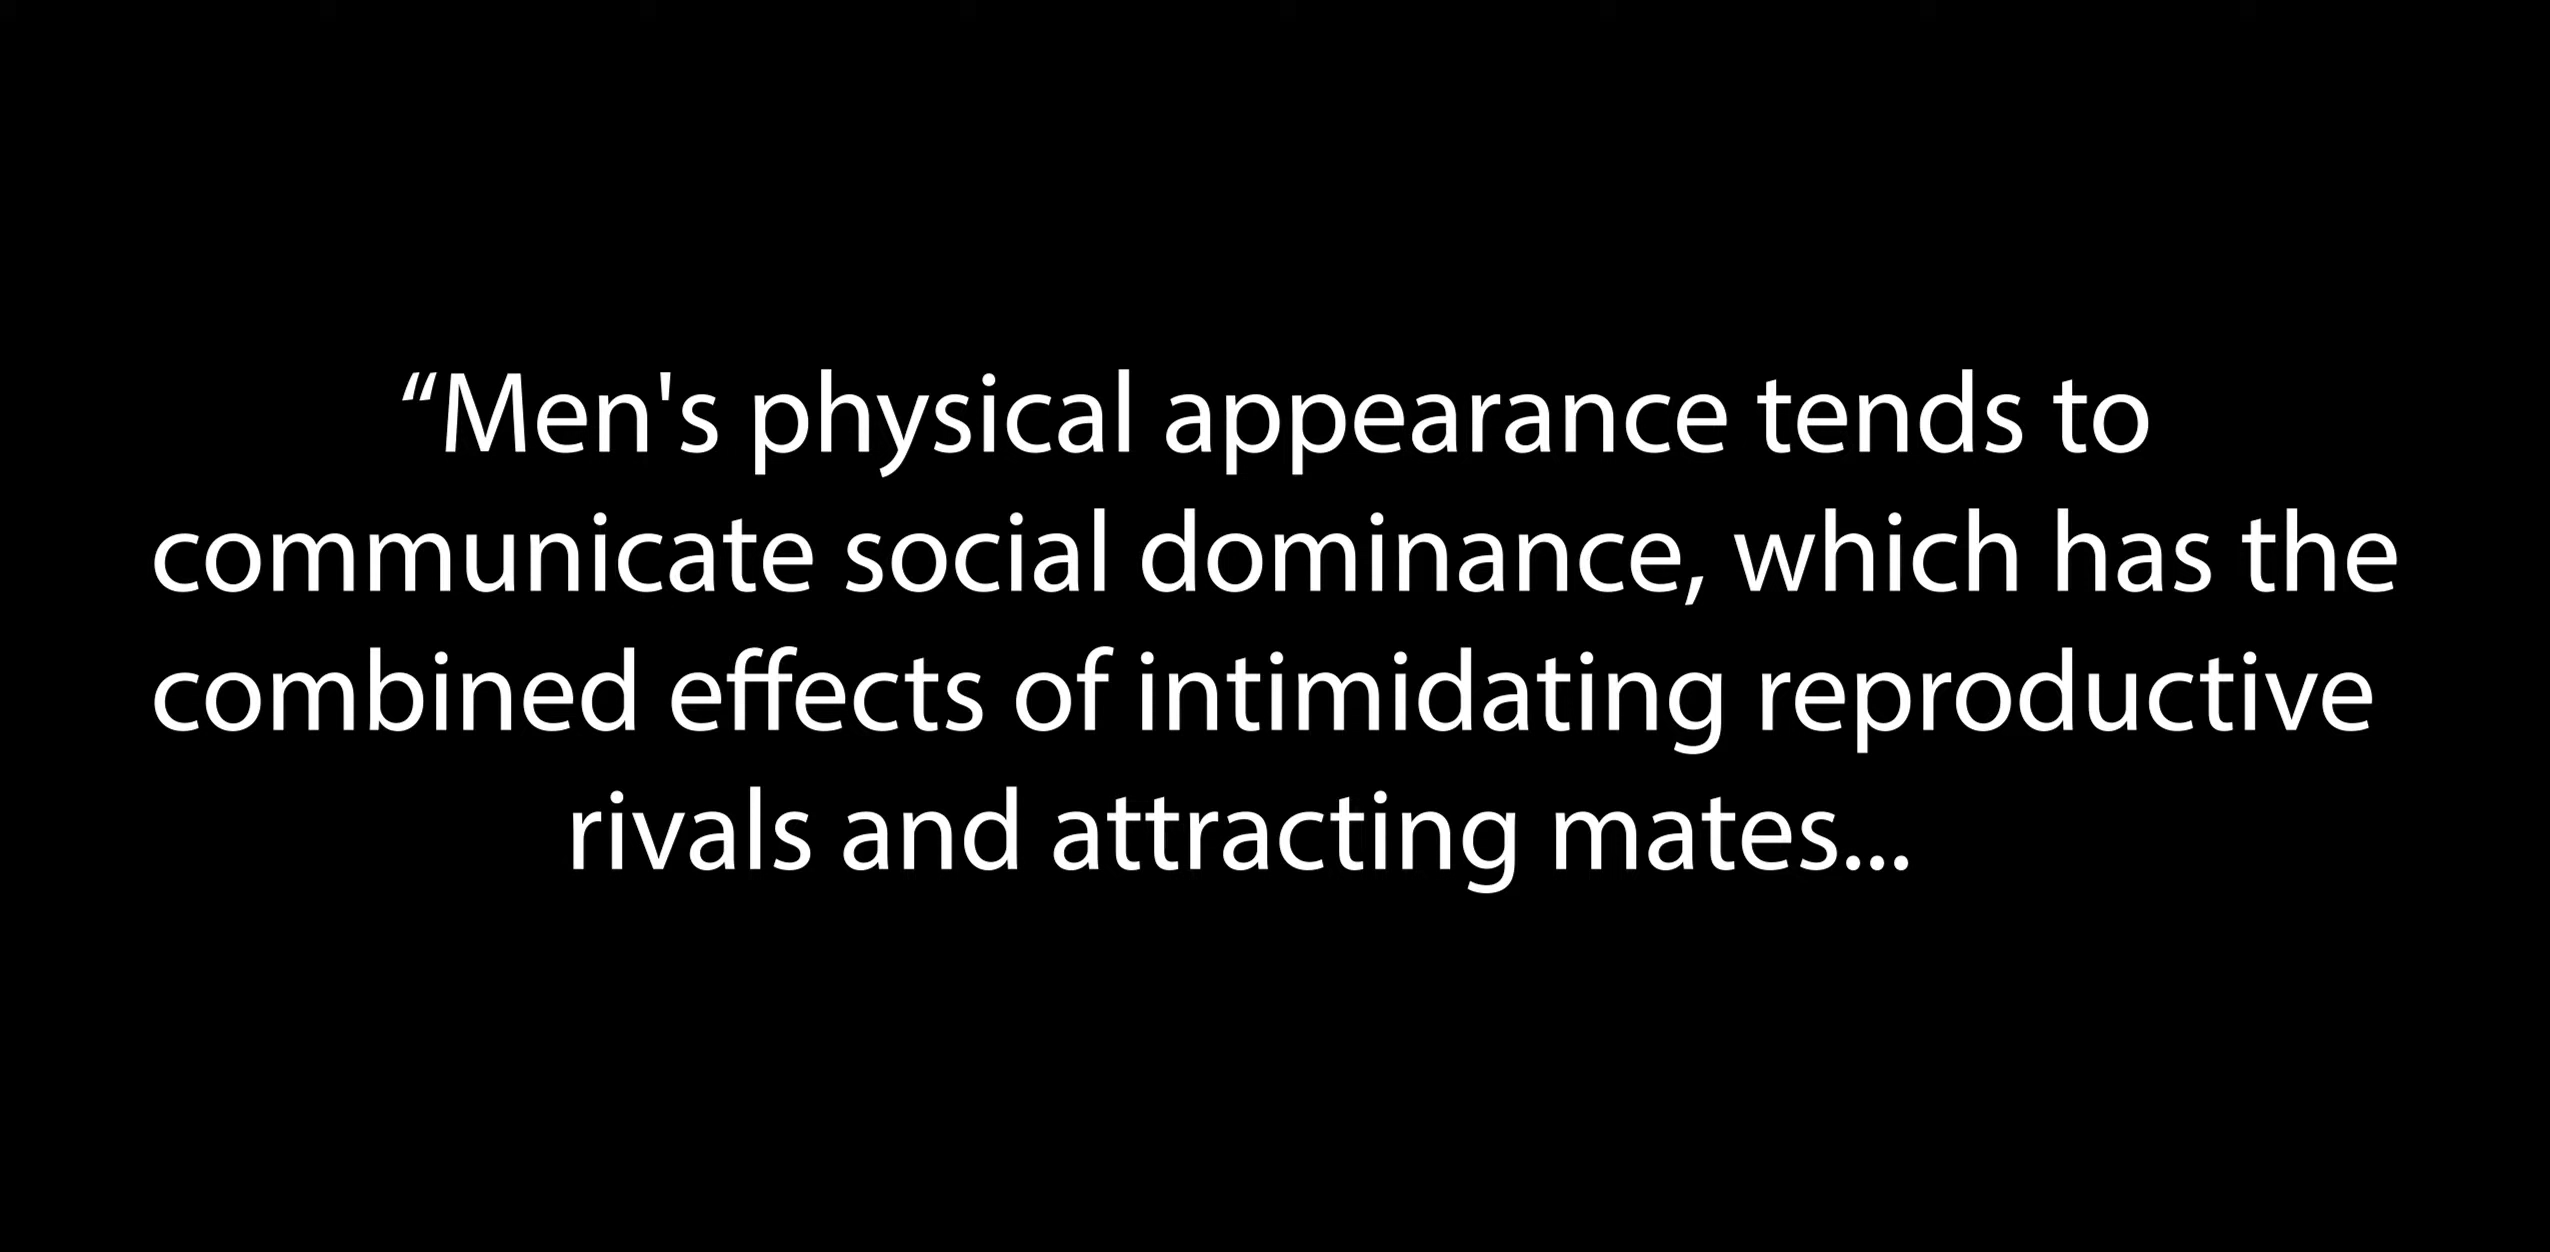 “Men's physical appearance tends to
communicate social dominance, which has the
combined effects of intimidating reproductive
rivals and attracting mates...